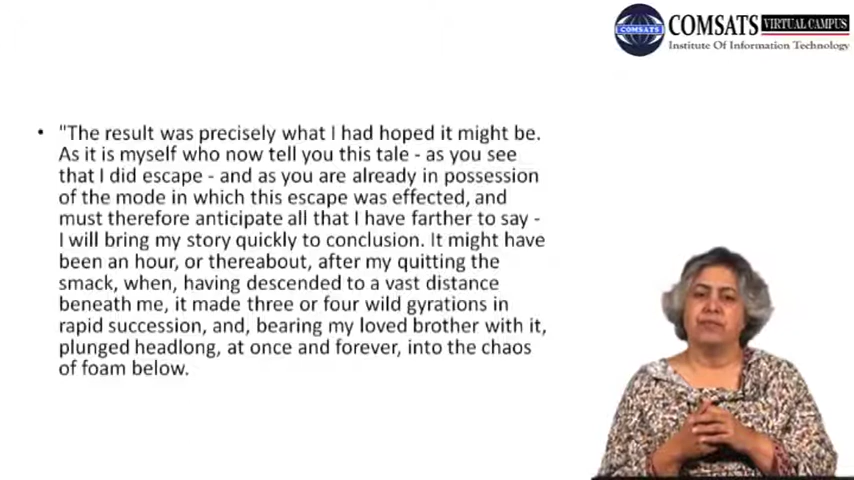 COMSATS VIRTUAL CAMPUS
COMSATS
Institute Of Information Technology
• "The result was precisely what I had hoped it might be.
As it is myself who now tell you this tale - as you see
that I did escape - and as you are already in possession
of the mode in which this escape was effected, and
must therefore anticipate all that I have farther to say -
I will bring my story quickly to conclusion. It might have
been an hour, or thereabout, after my quitting the
smack, when, having descended to a vast distance
beneath me, it made three or four wild gyrations in
rapid succession, and, bearing my loved brother with it,
plunged headlong, at once and forever, into the chaos
of foam below.